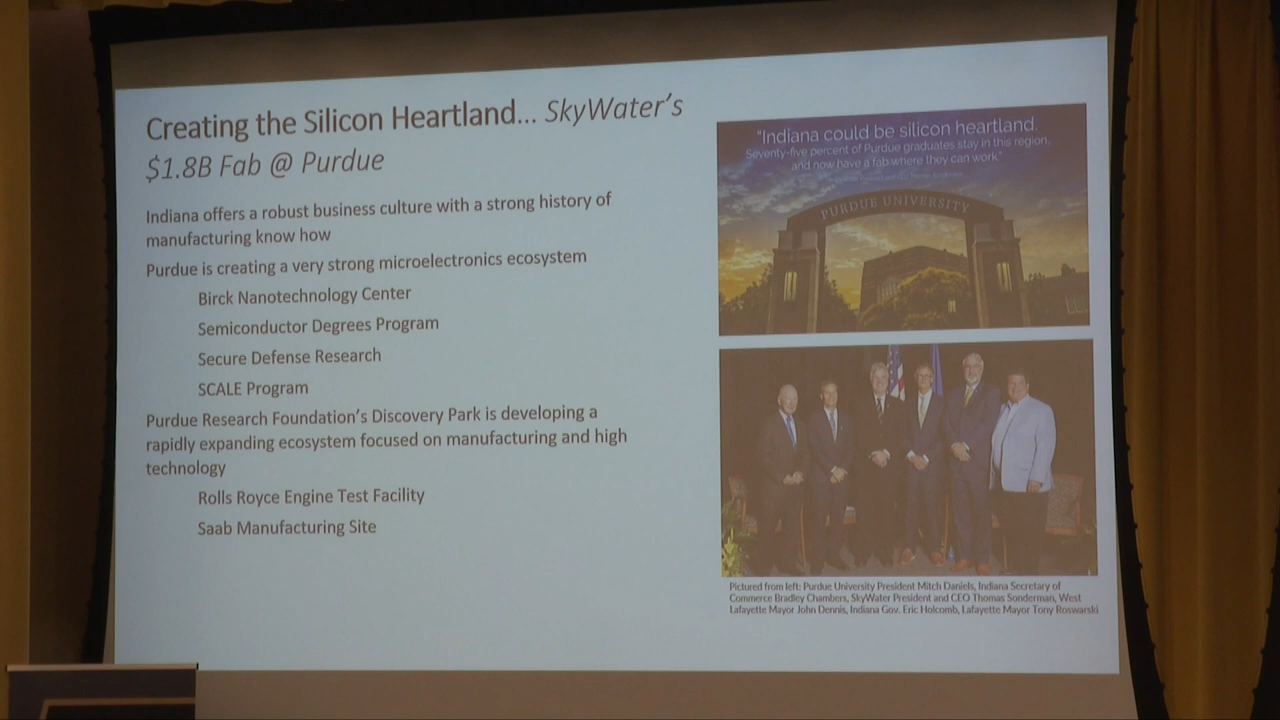 Creating the Silicon Heartland... SkyWater's
$1.8B Fab @ Purdue
Indiana offers a robust business culture with a strong history of
manufacturing know how
Purdue is creating a very strong microelectronics ecosystem
Birck Nanotechnology Center
Semiconductor Degrees Program
Secure Defense Research
SCALE Program
Purdue Research Foundation's Discovery Park is developing a
rapidly expanding ecosystem focused on manufacturing and high
technology
Rolls Royce Engine Test Facility
Saab Manufacturing Site
"Indiana could be silicon heartland.
Seventy-five percent of Purdue graduates stay in this region,
and now have a fab where they can work."
PURDUE UNIVERSITY
Pictured from left: Purdue University President Mitch Daniels, Indiana Secretary of
Commerce Bradley Chambers, SkyWater President and CEO Thomas Sonderman, West
Lafayette Mayor John Dennis, Indiana Gov. Eric Holcomb, Lafayette Mayor Tony Roswarski